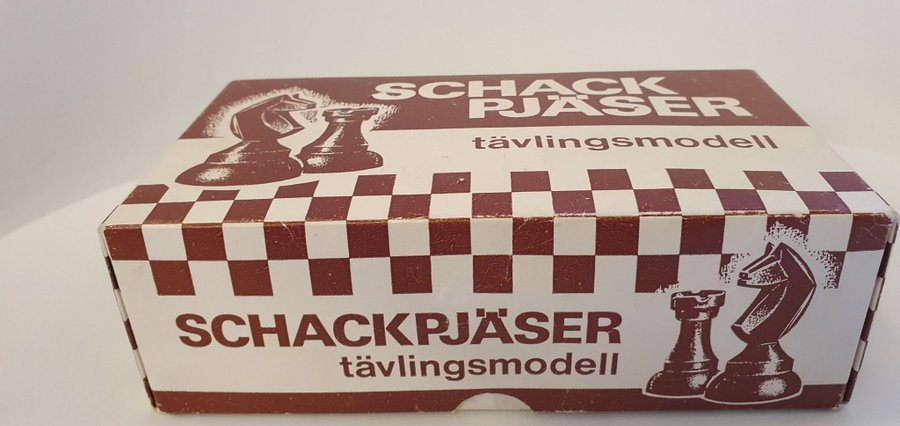 SCHACK
PJÄSER
tävlingsmodell
SCHACKPJÄSER
tävlingsmodell